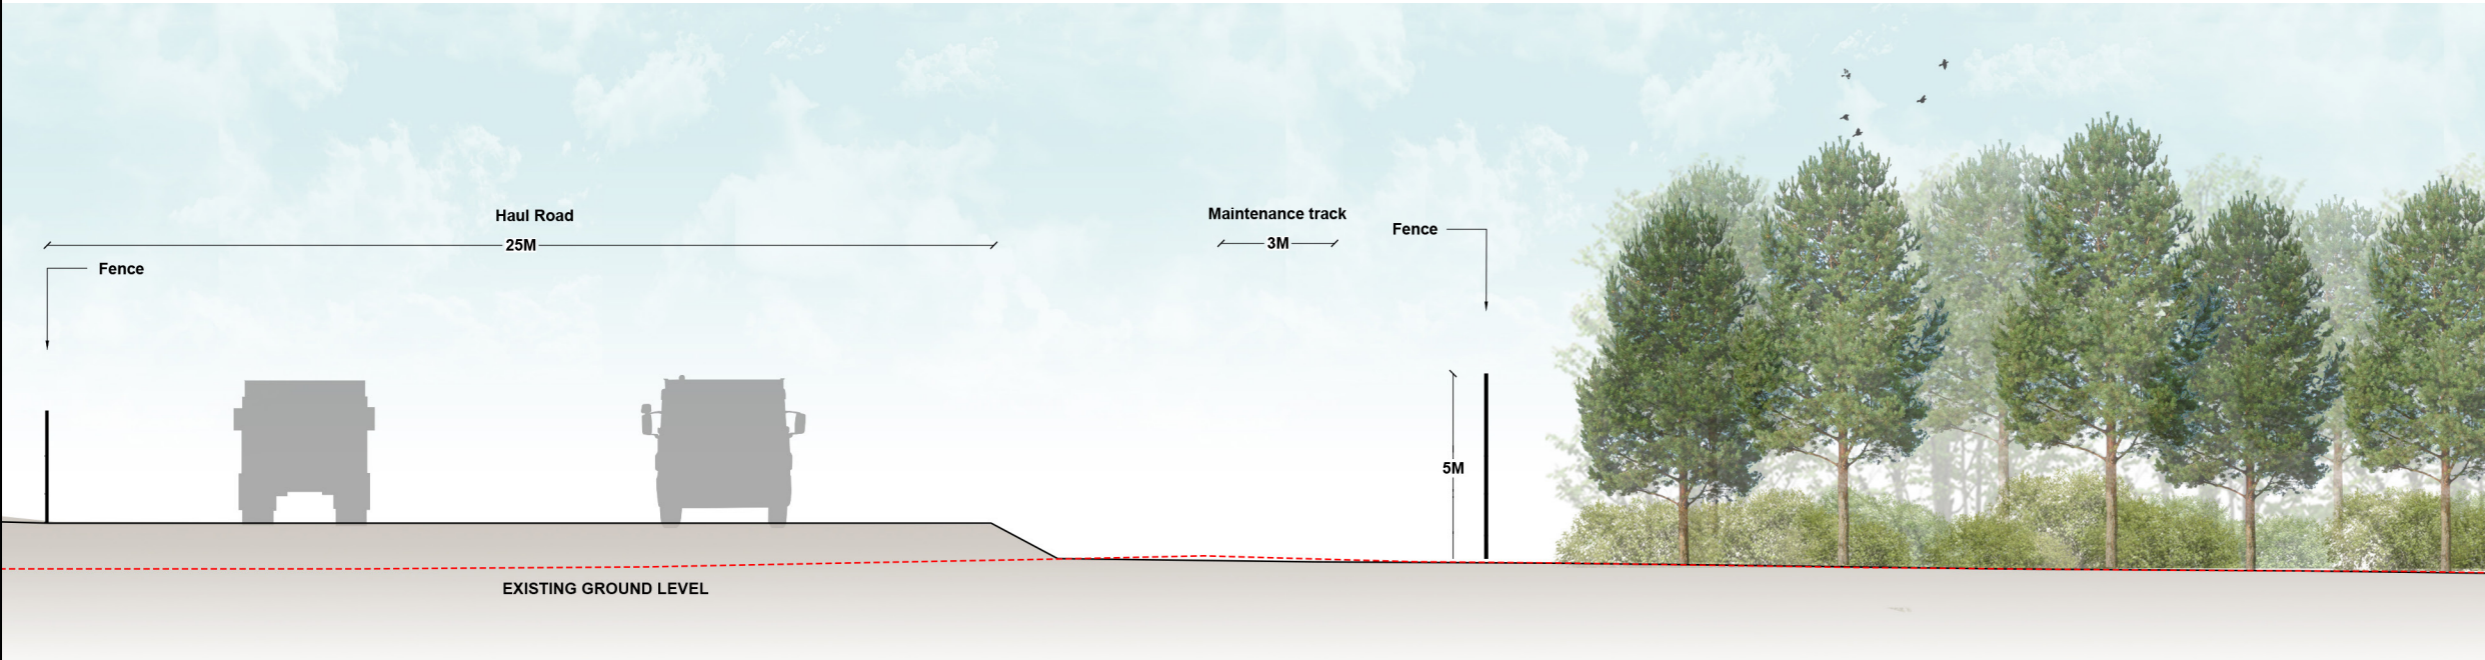 Haul Road
25M
Fence
Maintenance track
3M
Fence
5M
EXISTING GROUND LEVEL